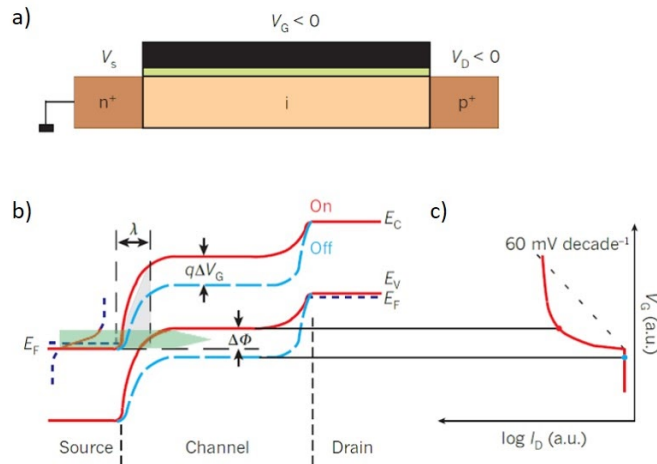 a)
V_G < 0
V_s
V_D < 0
n⁺
i
p⁺
b)
λ
On
E_C
c)
60 mV decade⁻¹
Off
qΔV_G
E_V
E_F
V_G (a.u.)
E_F
ΔΦ
Source
Channel
Drain
log I_D (a.u.)